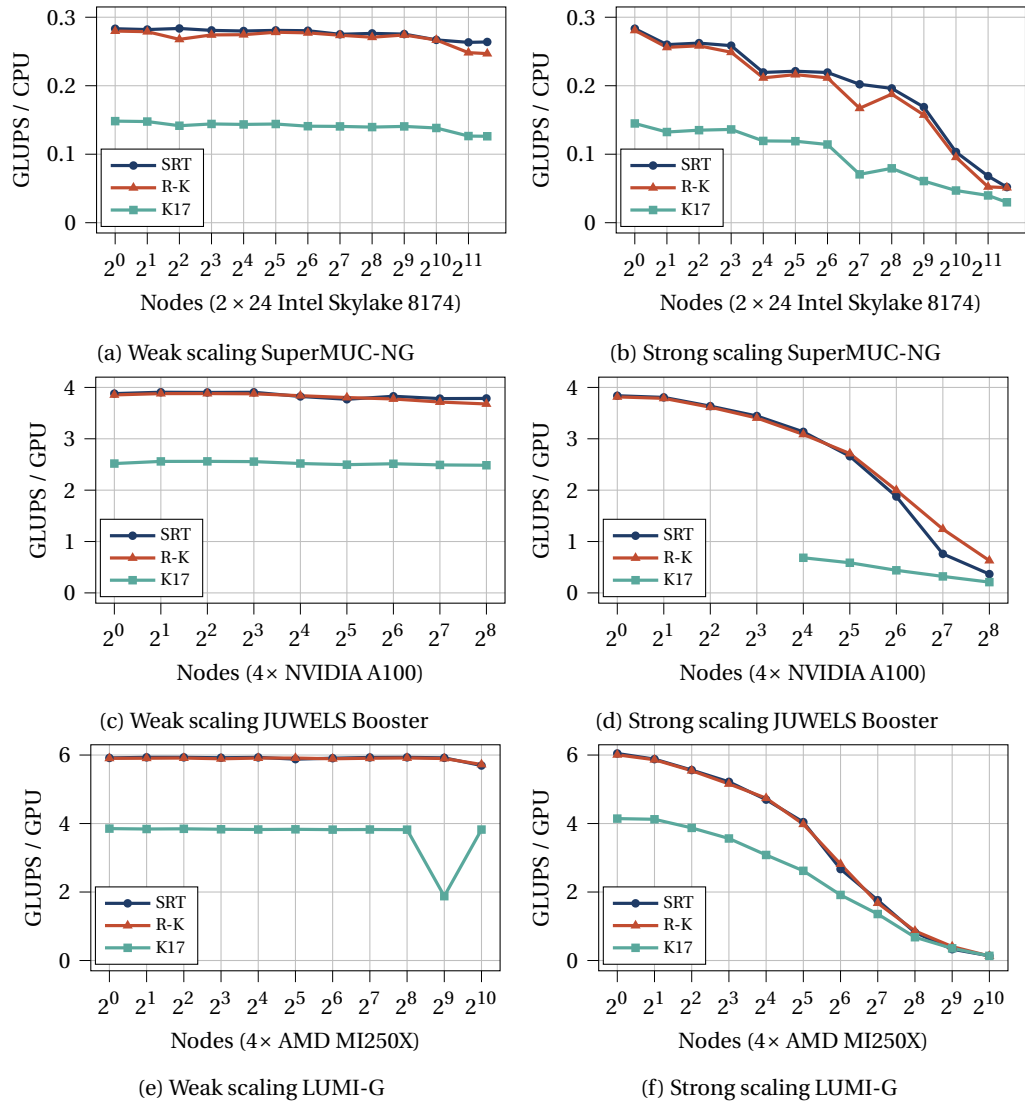 0.3
0.2
0.1
0
GLUPS / CPU
SRT
R-K
K17
2^0 2^1 2^2 2^3 2^4 2^5 2^6 2^7 2^8 2^9 2^10 2^11
Nodes (2 × 24 Intel Skylake 8174)
(a) Weak scaling SuperMUC-NG
0.3
0.2
0.1
0
GLUPS / CPU
SRT
R-K
K17
2^0 2^1 2^2 2^3 2^4 2^5 2^6 2^7 2^8 2^9 2^10 2^11
Nodes (2 × 24 Intel Skylake 8174)
(b) Strong scaling SuperMUC-NG
4
3
2
1
0
GLUPS / GPU
SRT
R-K
K17
2^0 2^1 2^2 2^3 2^4 2^5 2^6 2^7 2^8
Nodes (4× NVIDIA A100)
(c) Weak scaling JUWELS Booster
4
3
2
1
0
GLUPS / GPU
SRT
R-K
K17
2^0 2^1 2^2 2^3 2^4 2^5 2^6 2^7 2^8
Nodes (4× NVIDIA A100)
(d) Strong scaling JUWELS Booster
6
4
2
0
GLUPS / GPU
SRT
R-K
K17
2^0 2^1 2^2 2^3 2^4 2^5 2^6 2^7 2^8 2^9 2^10
Nodes (4× AMD MI250X)
(e) Weak scaling LUMI-G
6
4
2
0
GLUPS / GPU
SRT
R-K
K17
2^0 2^1 2^2 2^3 2^4 2^5 2^6 2^7 2^8 2^9 2^10
Nodes (4× AMD MI250X)
(f) Strong scaling LUMI-G